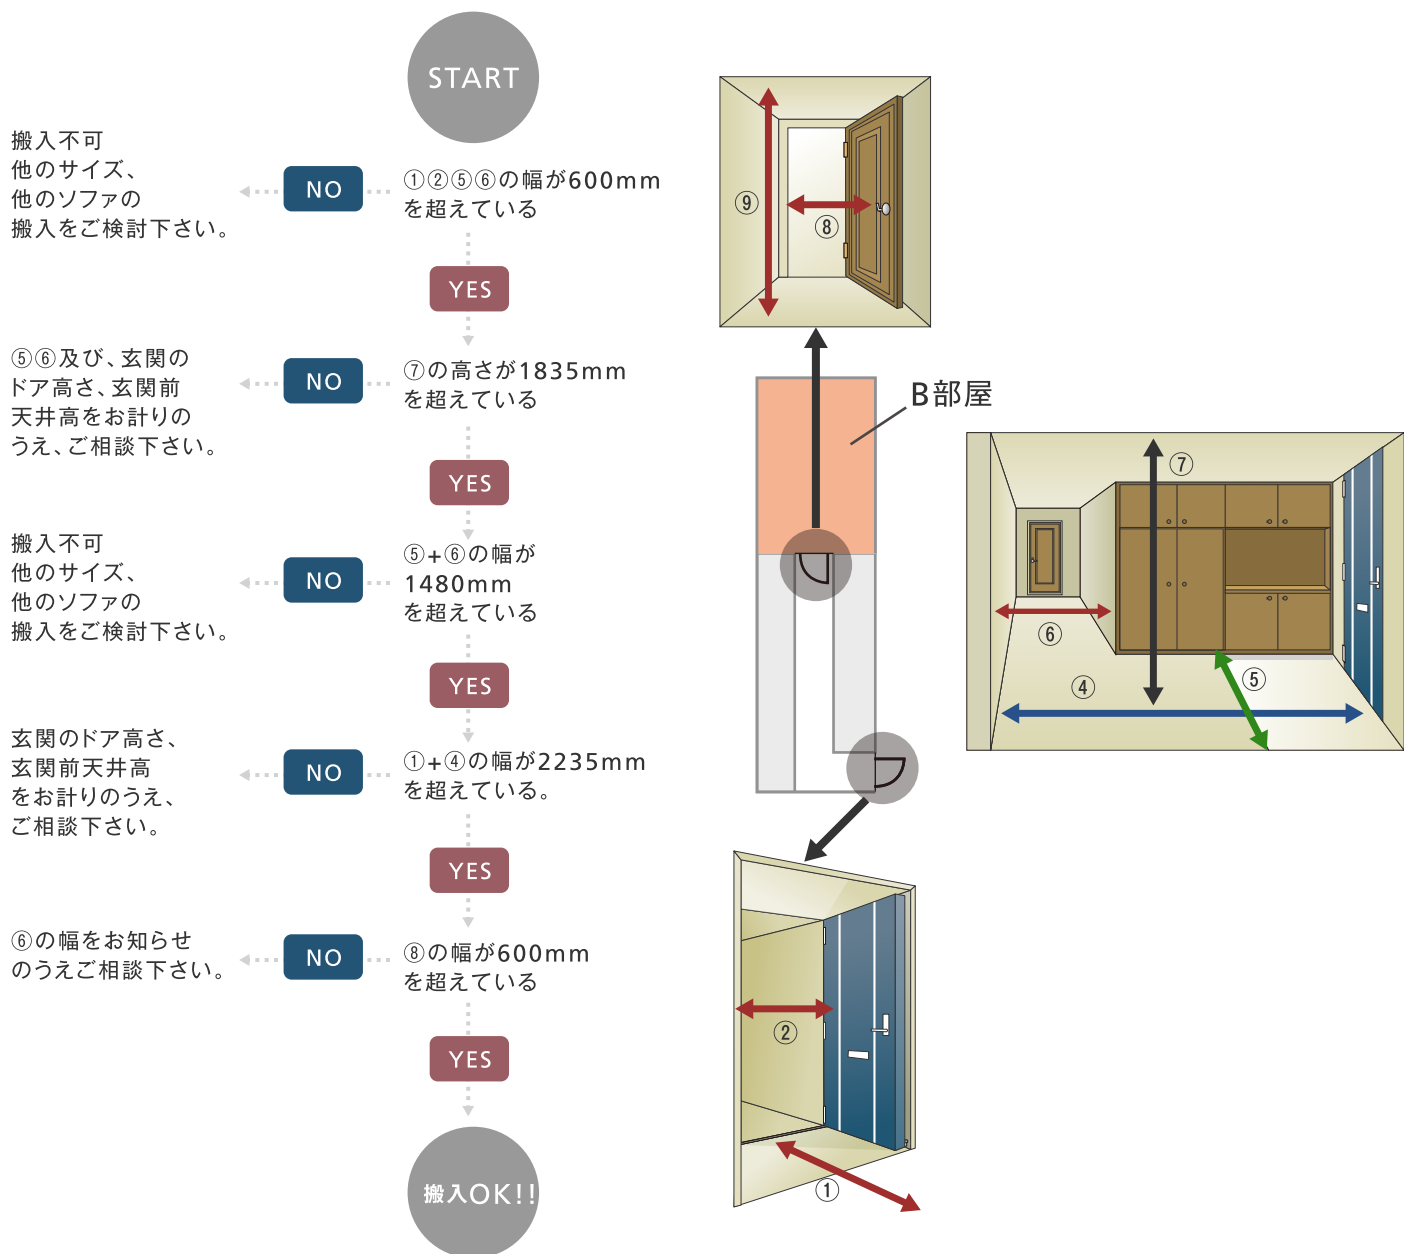 START
①②⑤⑥の幅が600mm
を超えている
NO
搬入不可
他のサイズ、
他のソファの
搬入をご検討下さい。
YES
⑦の高さが1835mm
を超えている
NO
⑤⑥及び、玄関の
ドア高さ、玄関前
天井高をお計りの
うえ、ご相談下さい。
YES
⑤+⑥の幅が
1480mm
を超えている
NO
搬入不可
他のサイズ、
他のソファの
搬入をご検討下さい。
YES
①+④の幅が2235mm
を超えている。
NO
玄関のドア高さ、
玄関前天井高
をお計りのうえ、
ご相談下さい。
YES
⑧の幅が600mm
を超えている
NO
⑥の幅をお知らせ
のうえご相談下さい。
YES
搬入OK!!
⑨
⑧
B部屋
⑦
⑥
⑤
④
②
①